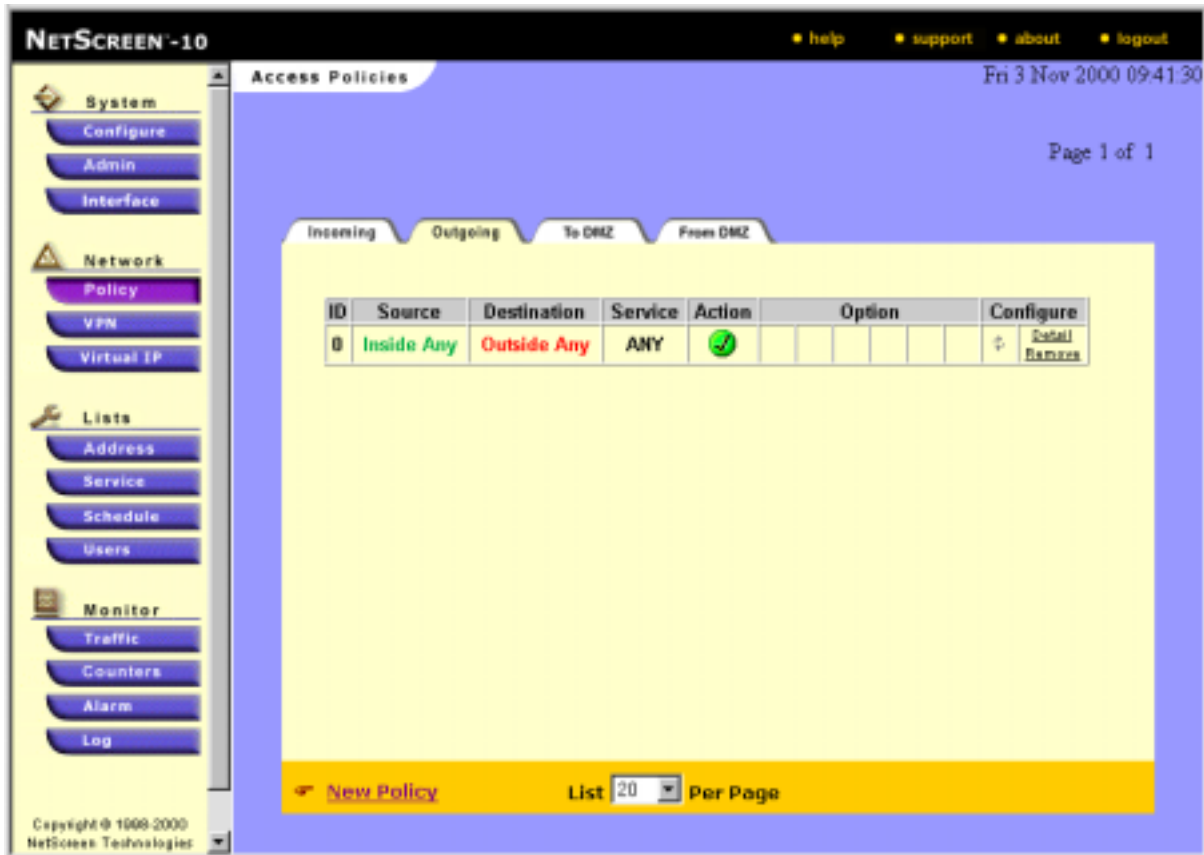 NETSCREEN-10
help support about logout
Access Policies
Fri 3 Nov 2000 09:41:30
Page 1 of 1
System
Configure
Admin
Interface
Network
Policy
VPN
Virtual IP
Lists
Address
Service
Schedule
Users
Monitor
Traffic
Counters
Alarm
Log
Copyright © 1998-2000
NetScreen Technologies
Incoming Outgoing To DMZ From DMZ
ID Source Destination Service Action Option Configure
0 Inside Any Outside Any ANY Detail
Remove
New Policy List 20 Per Page